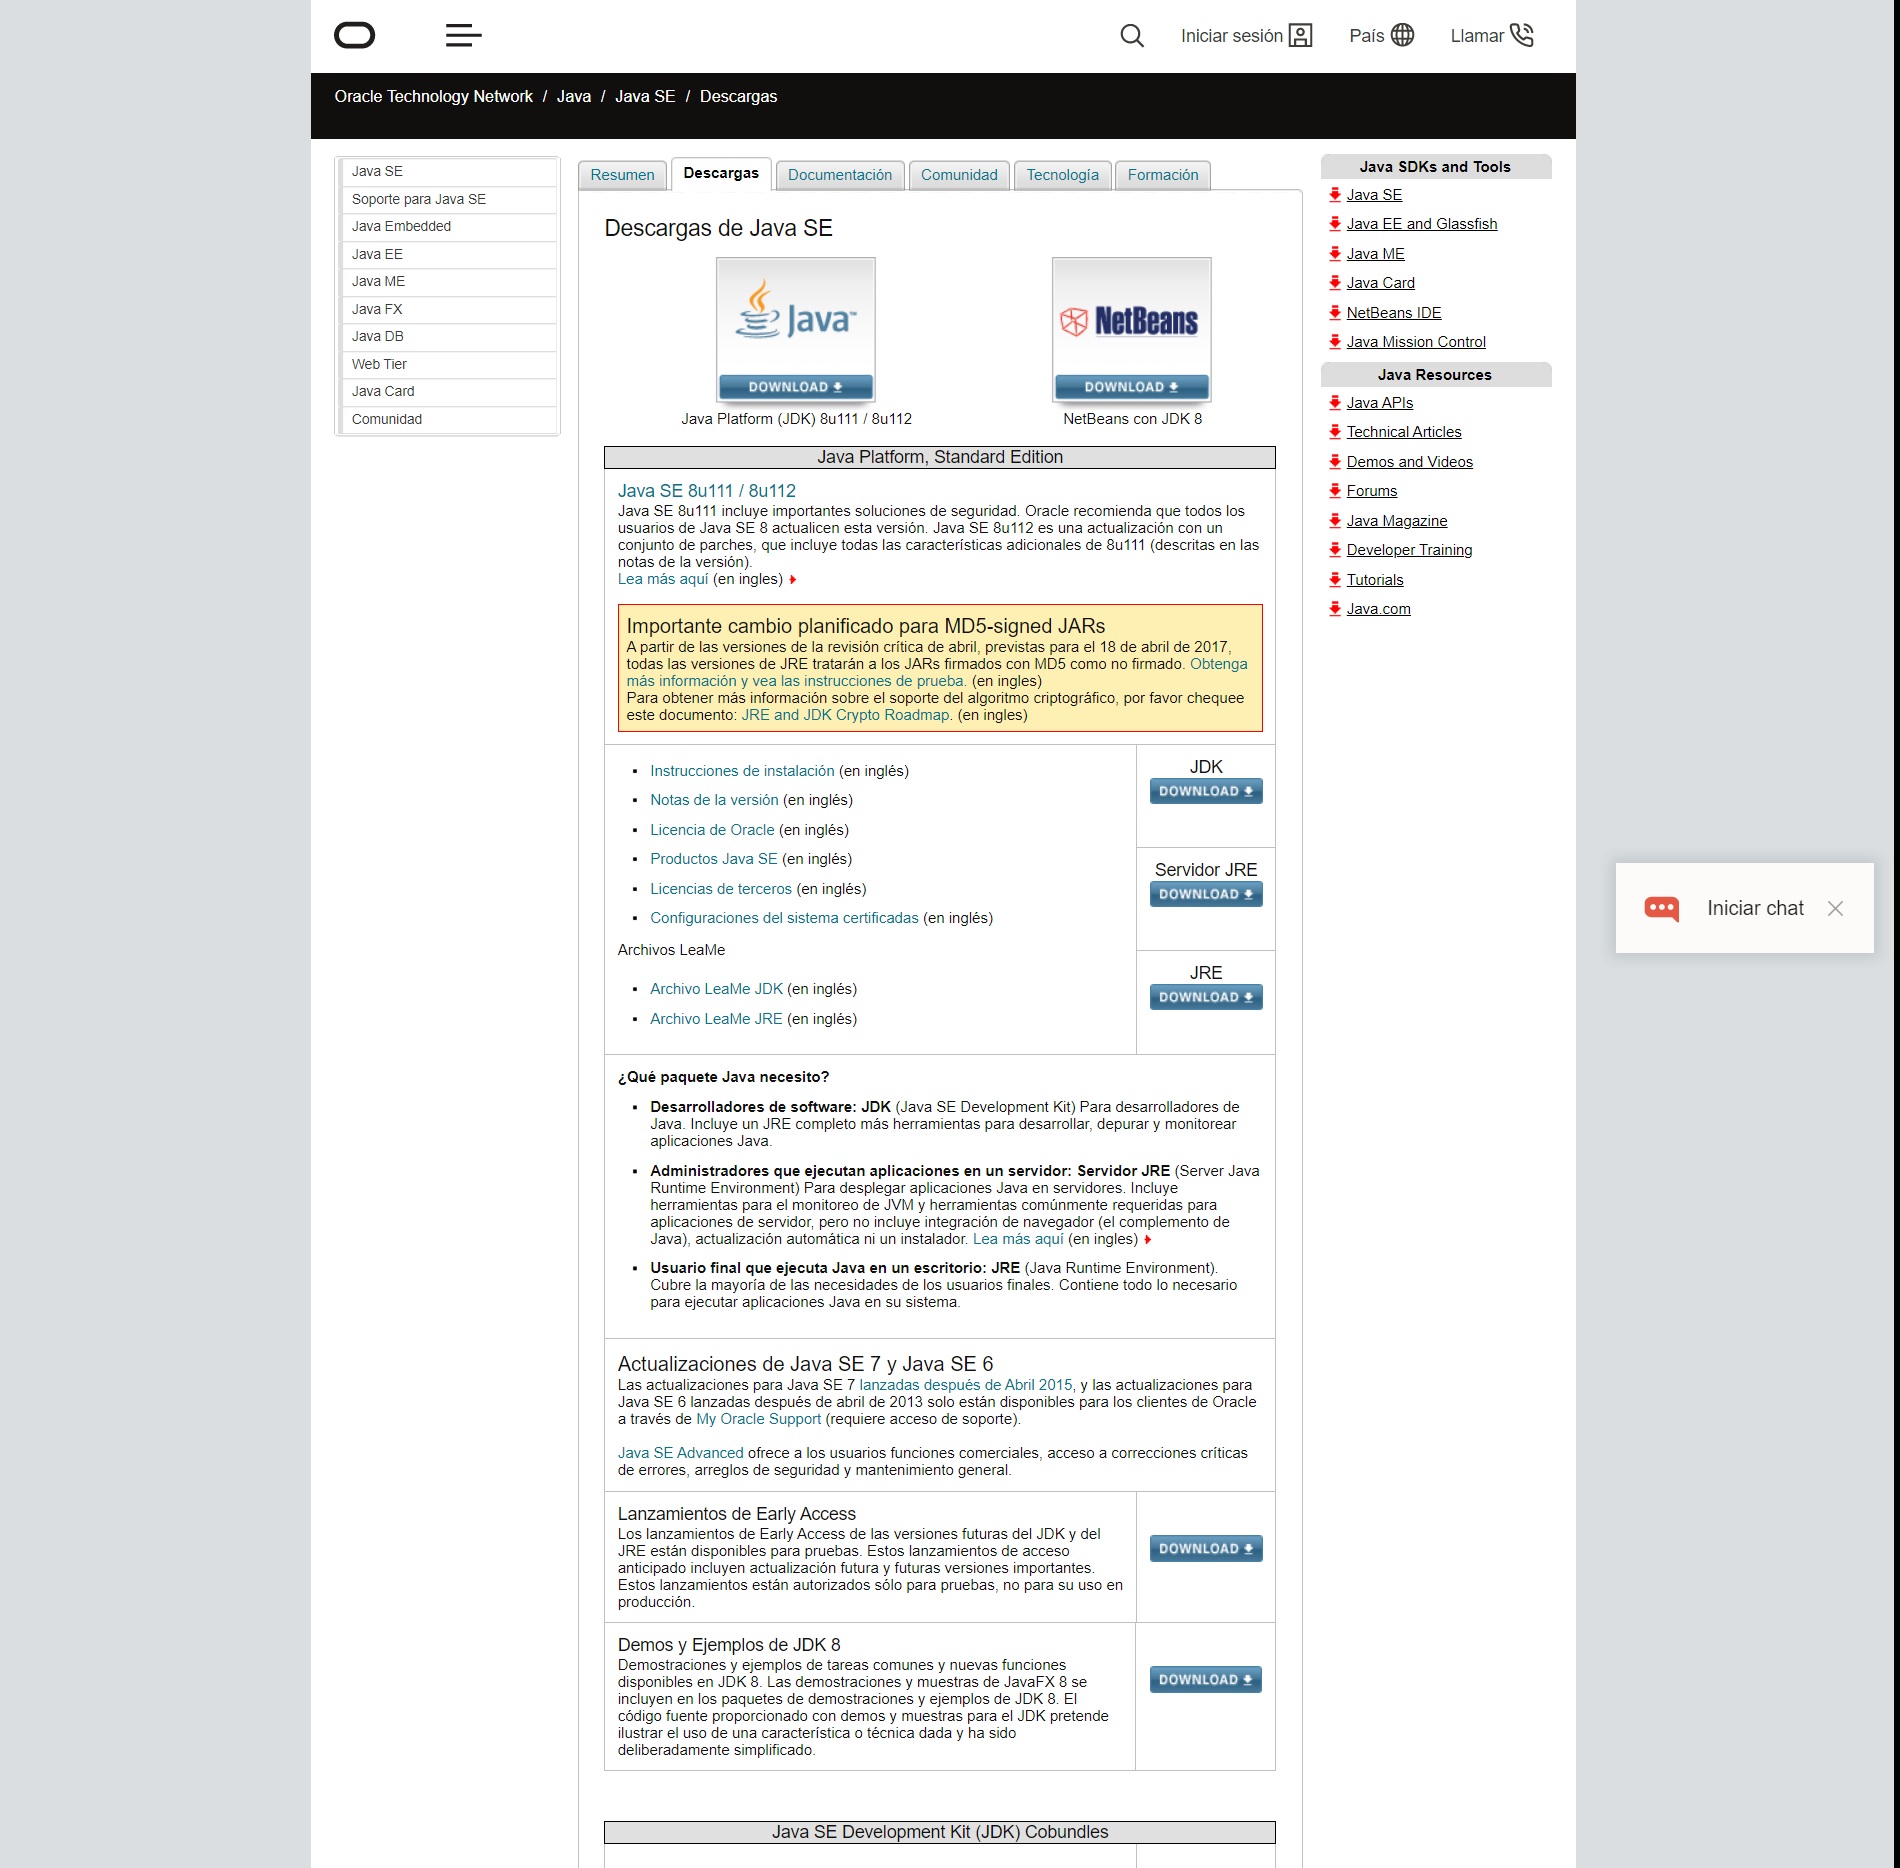 Iniciar sesión
País
Llamar
Oracle Technology Network / Java / Java SE / Descargas
Java SE
Soporte para Java SE
Java Embedded
Java EE
Java ME
Java FX
Java DB
Web Tier
Java Card
Comunidad
Resumen
Descargas
Documentación
Comunidad
Tecnología
Formación
Descargas de Java SE
Java™
DOWNLOAD
Java Platform (JDK) 8u111 / 8u112
NetBeans
DOWNLOAD
NetBeans con JDK 8
Java Platform, Standard Edition
Java SE 8u111 / 8u112
Java SE 8u111 incluye importantes soluciones de seguridad. Oracle recomienda que todos los
usuarios de Java SE 8 actualicen esta versión. Java SE 8u112 es una actualización con un
conjunto de parches, que incluye todas las características adicionales de 8u111 (descritas en las
notas de la versión).
Lea más aquí (en ingles)
Importante cambio planificado para MD5-signed JARs
A partir de las versiones de la revisión crítica de abril, previstas para el 18 de abril de 2017,
todas las versiones de JRE tratarán a los JARs firmados con MD5 como no firmado. Obtenga
más información y vea las instrucciones de prueba. (en ingles)
Para obtener más información sobre el soporte del algoritmo criptográfico, por favor chequee
este documento: JRE and JDK Crypto Roadmap. (en ingles)
Instrucciones de instalación (en inglés)
Notas de la versión (en inglés)
Licencia de Oracle (en inglés)
Productos Java SE (en inglés)
Licencias de terceros (en inglés)
Configuraciones del sistema certificadas (en inglés)
Archivos LeaMe
Archivo LeaMe JDK (en inglés)
Archivo LeaMe JRE (en inglés)
JDK
DOWNLOAD
Servidor JRE
DOWNLOAD
JRE
DOWNLOAD
¿Qué paquete Java necesito?
Desarrolladores de software: JDK (Java SE Development Kit) Para desarrolladores de
Java. Incluye un JRE completo más herramientas para desarrollar, depurar y monitorear
aplicaciones Java.
Administradores que ejecutan aplicaciones en un servidor: Servidor JRE (Server Java
Runtime Environment) Para desplegar aplicaciones Java en servidores. Incluye
herramientas para el monitoreo de JVM y herramientas comúnmente requeridas para
aplicaciones de servidor, pero no incluye integración de navegador (el complemento de
Java), actualización automática ni un instalador. Lea más aquí (en ingles)
Usuario final que ejecuta Java en un escritorio: JRE (Java Runtime Environment).
Cubre la mayoría de las necesidades de los usuarios finales. Contiene todo lo necesario
para ejecutar aplicaciones Java en su sistema.
Actualizaciones de Java SE 7 y Java SE 6
Las actualizaciones para Java SE 7 lanzadas después de Abril 2015, y las actualizaciones para
Java SE 6 lanzadas después de abril de 2013 solo están disponibles para los clientes de Oracle
a través de My Oracle Support (requiere acceso de soporte).
Java SE Advanced ofrece a los usuarios funciones comerciales, acceso a correcciones críticas
de errores, arreglos de seguridad y mantenimiento general.
Lanzamientos de Early Access
Los lanzamientos de Early Access de las versiones futuras del JDK y del
JRE están disponibles para pruebas. Estos lanzamientos de acceso
anticipado incluyen actualización futura y futuras versiones importantes.
Estos lanzamientos están autorizados sólo para pruebas, no para su uso en
producción.
DOWNLOAD
Demos y Ejemplos de JDK 8
Demostraciones y ejemplos de tareas comunes y nuevas funciones
disponibles en JDK 8. Las demostraciones y muestras de JavaFX 8 se
incluyen en los paquetes de demostraciones y ejemplos de JDK 8. El
código fuente proporcionado con demos y muestras para el JDK pretende
ilustrar el uso de una característica o técnica dada y ha sido
deliberadamente simplificado.
DOWNLOAD
Java SE Development Kit (JDK) Cobundles
Java SDKs and Tools
Java SE
Java EE and Glassfish
Java ME
Java Card
NetBeans IDE
Java Mission Control
Java Resources
Java APIs
Technical Articles
Demos and Videos
Forums
Java Magazine
Developer Training
Tutorials
Java.com
Iniciar chat